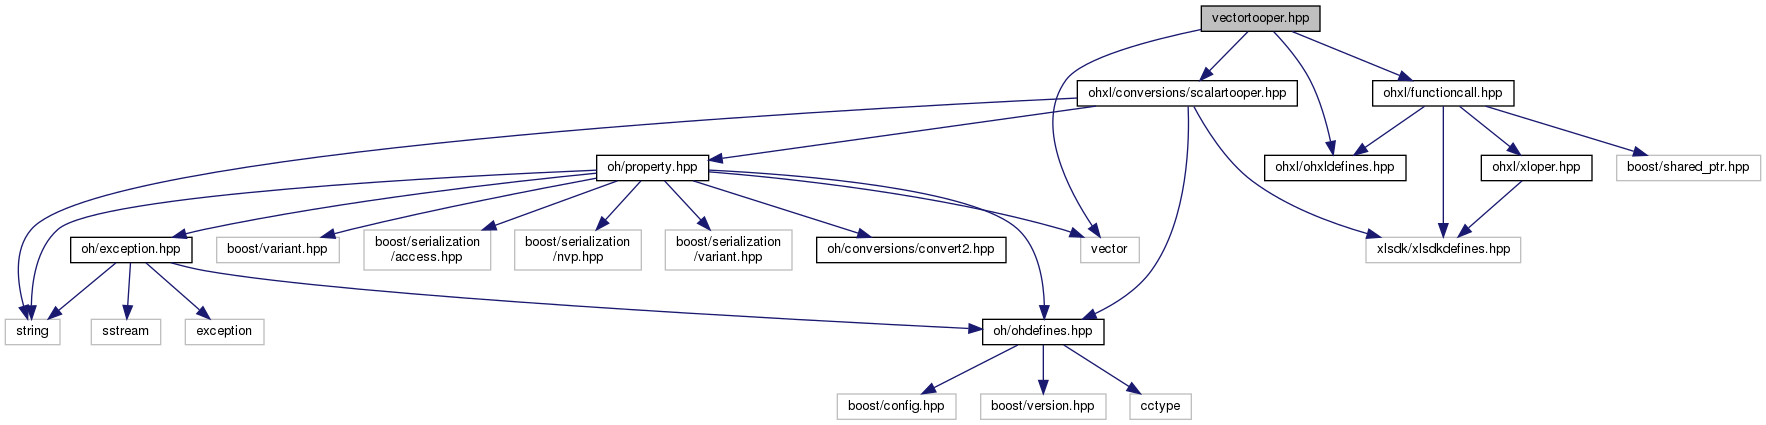 vectortooper.hpp
ohxl/conversions/scalartooper.hpp
ohxl/functioncall.hpp
oh/property.hpp
ohxl/ohxldefines.hpp
ohxl/xloper.hpp
boost/shared_ptr.hpp
oh/exception.hpp
boost/variant.hpp
boost/serialization
/access.hpp
boost/serialization
/nvp.hpp
boost/serialization
/variant.hpp
oh/conversions/convert2.hpp
vector
xlsdk/xlsdkdefines.hpp
string
sstream
exception
oh/ohdefines.hpp
boost/config.hpp
boost/version.hpp
cctype